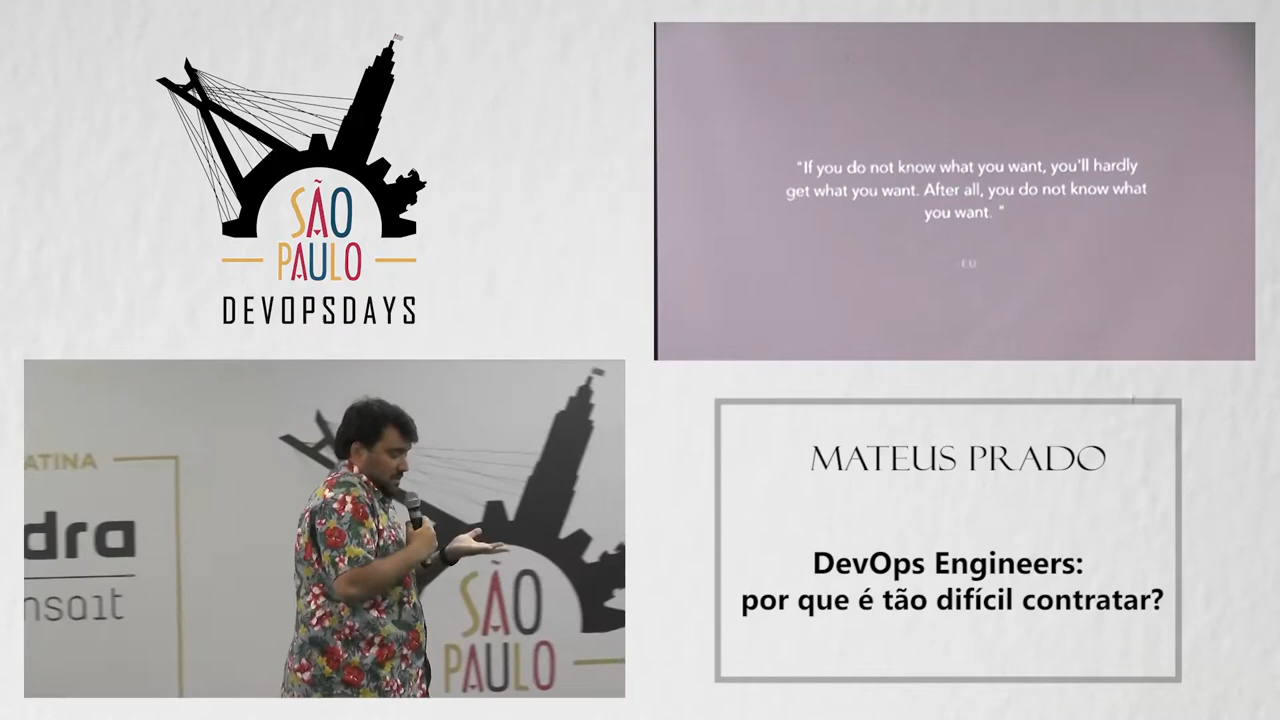 SÃO
PAULO
DEVOPSDAYS
"If you do not know what you want, you'll hardly
get what you want. After all, you do not know what
you want. "
- EU
ATINA
dra
nsait
SÃO
PAULO
MATEUS PRADO
DevOps Engineers:
por que é tão difícil contratar?